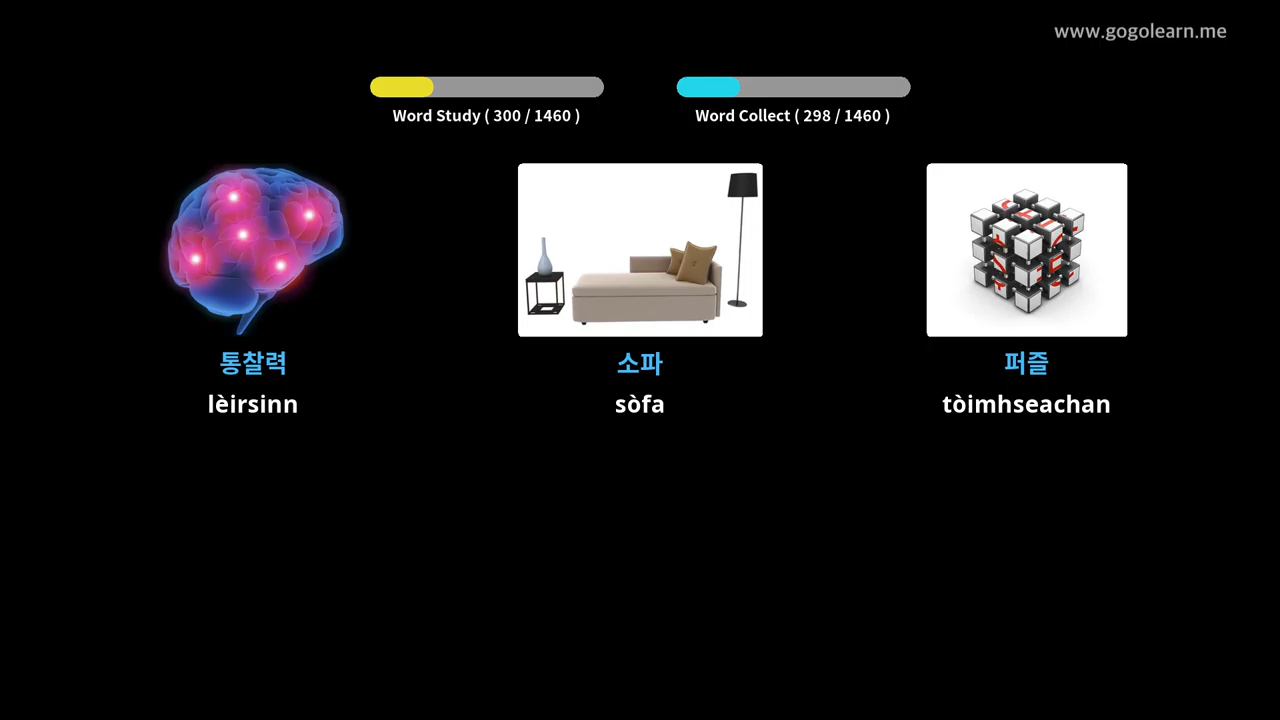 www.gogolearn.me
Word Study ( 300 / 1460 )
Word Collect ( 298 / 1460 )
통찰력
소파
퍼즐
lèirsinn
sòfa
tòimhseachan